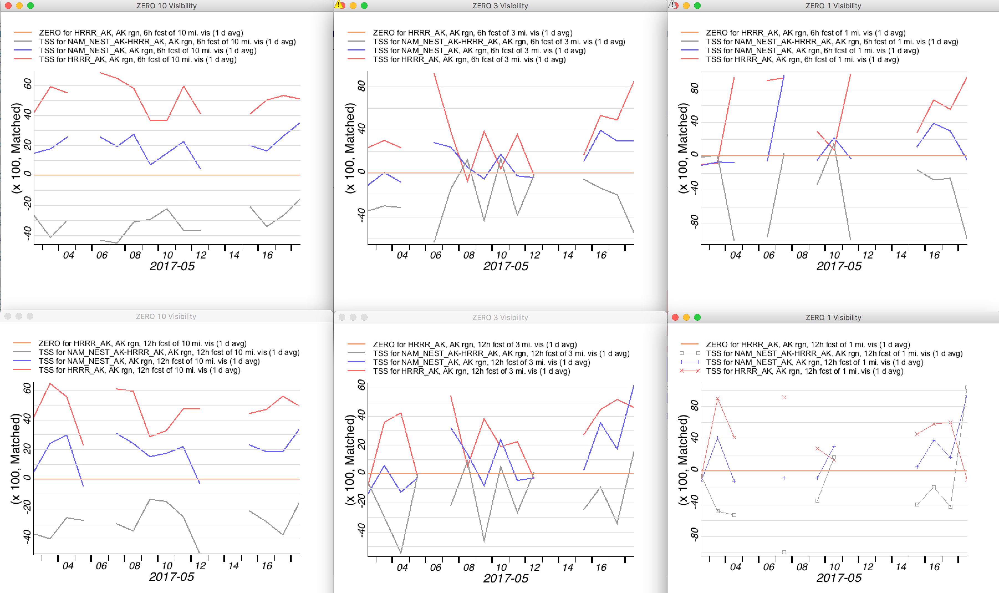 ZERO 10 Visibility
ZERO for HRRR_AK, AK rgn, 6h fcst of 10 mi. vis (1 d avg)
TSS for NAM_NEST_AK-HRRR_AK, AK rgn, 6h fcst of 10 mi. vis (1 d avg)
TSS for NAM_NEST_AK, AK rgn, 6h fcst of 10 mi. vis (1 d avg)
TSS for HRRR_AK, AK rgn, 6h fcst of 10 mi. vis (1 d avg)
(x 100, Matched)
60
40
20
0
-20
-40
04 06 08 10 12 14 16
2017-05
ZERO 3 Visibility
ZERO for HRRR_AK, AK rgn, 6h fcst of 3 mi. vis (1 d avg)
TSS for NAM_NEST_AK-HRRR_AK, AK rgn, 6h fcst of 3 mi. vis (1 d avg)
TSS for NAM_NEST_AK, AK rgn, 6h fcst of 3 mi. vis (1 d avg)
TSS for HRRR_AK, AK rgn, 6h fcst of 3 mi. vis (1 d avg)
(x 100, Matched)
80
40
0
-40
04 06 08 10 12 14 16
2017-05
ZERO 1 Visibility
ZERO for HRRR_AK, AK rgn, 6h fcst of 1 mi. vis (1 d avg)
TSS for NAM_NEST_AK-HRRR_AK, AK rgn, 6h fcst of 1 mi. vis (1 d avg)
TSS for NAM_NEST_AK, AK rgn, 6h fcst of 1 mi. vis (1 d avg)
TSS for HRRR_AK, AK rgn, 6h fcst of 1 mi. vis (1 d avg)
(x 100, Matched)
80
40
0
-40
-80
04 06 08 10 12 14 16
2017-05
ZERO 10 Visibility
ZERO for HRRR_AK, AK rgn, 12h fcst of 10 mi. vis (1 d avg)
TSS for NAM_NEST_AK-HRRR_AK, AK rgn, 12h fcst of 10 mi. vis (1 d avg)
TSS for NAM_NEST_AK, AK rgn, 12h fcst of 10 mi. vis (1 d avg)
TSS for HRRR_AK, AK rgn, 12h fcst of 10 mi. vis (1 d avg)
(x 100, Matched)
60
40
20
0
-20
-40
04 06 08 10 12 14 16
2017-05
ZERO 3 Visibility
ZERO for HRRR_AK, AK rgn, 12h fcst of 3 mi. vis (1 d avg)
TSS for NAM_NEST_AK-HRRR_AK, AK rgn, 12h fcst of 3 mi. vis (1 d avg)
TSS for NAM_NEST_AK, AK rgn, 12h fcst of 3 mi. vis (1 d avg)
TSS for HRRR_AK, AK rgn, 12h fcst of 3 mi. vis (1 d avg)
(x 100, Matched)
60
40
20
0
-20
-40
04 06 08 10 12 14 16
2017-05
ZERO 1 Visibility
ZERO for HRRR_AK, AK rgn, 12h fcst of 1 mi. vis (1 d avg)
TSS for NAM_NEST_AK-HRRR_AK, AK rgn, 12h fcst of 1 mi. vis (1 d avg)
TSS for NAM_NEST_AK, AK rgn, 12h fcst of 1 mi. vis (1 d avg)
TSS for HRRR_AK, AK rgn, 12h fcst of 1 mi. vis (1 d avg)
(x 100, Matched)
80
40
0
-40
-80
04 06 08 10 12 14 16
2017-05